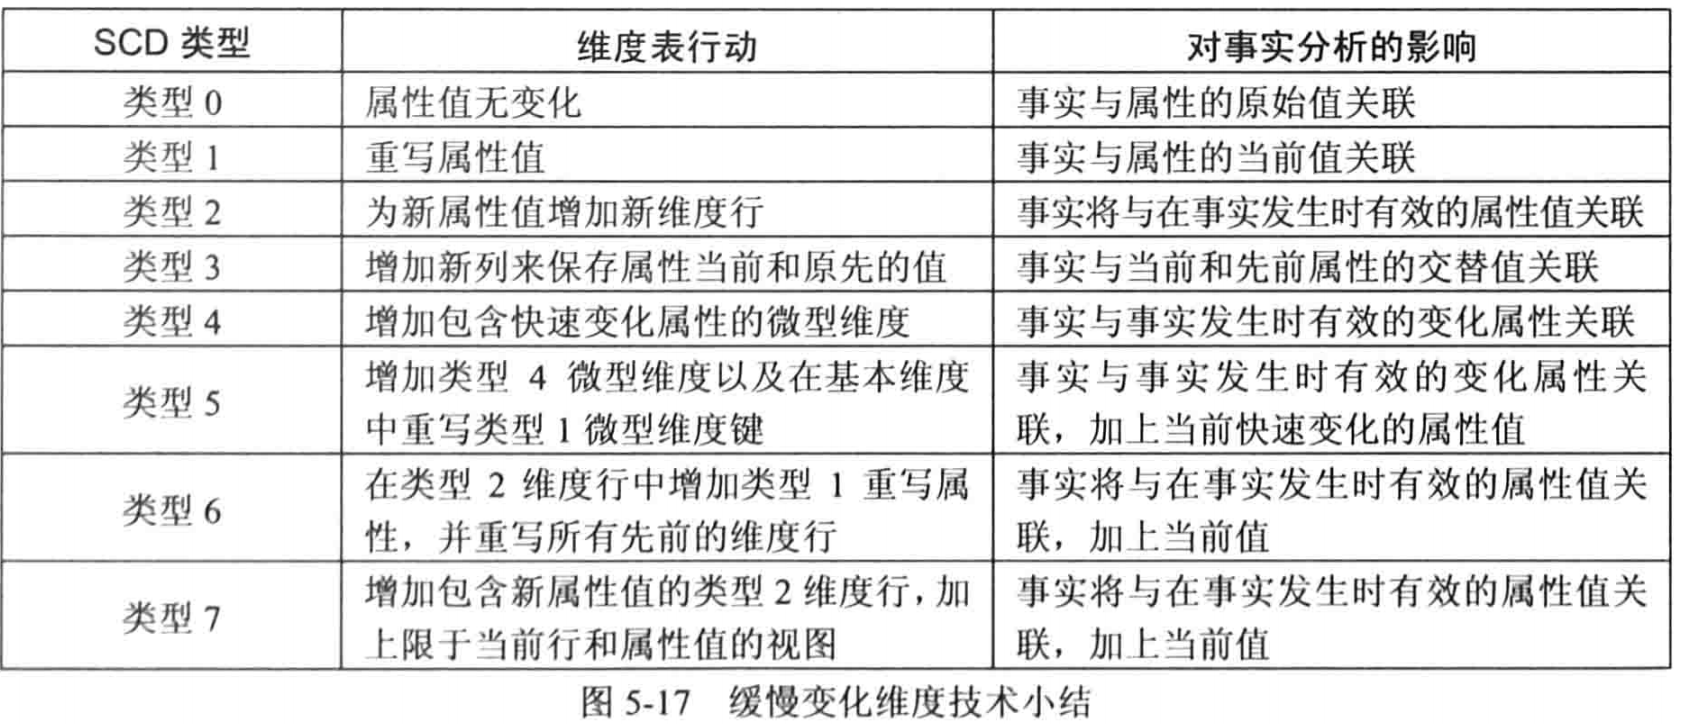 SCD 类型 维度表行动 对事实分析的影响
类型 0 属性值无变化 事实与属性的原始值关联
类型 1 重写属性值 事实与属性的当前值关联
类型 2 为新属性值增加新维度行 事实将与在事实发生时有效的属性值关联
类型 3 增加新列来保存属性当前和原先的值 事实与当前和先前属性的交替值关联
类型 4 增加包含快速变化属性的微型维度 事实与事实发生时有效的变化属性关联
类型 5
增加类型 4 微型维度以及在基本维度
中重写类型 1 微型维度键
事实与事实发生时有效的变化属性关
联，加上当前快速变化的属性值
类型 6
在类型 2 维度行中增加类型 1 重写属
性，并重写所有先前的维度行
事实将与在事实发生时有效的属性值关
联，加上当前值
类型 7
增加包含新属性值的类型 2 维度行，加
上限于当前行和属性值的视图
事实将与在事实发生时有效的属性值关
联，加上当前值
图 5-17 缓慢变化维度技术小结